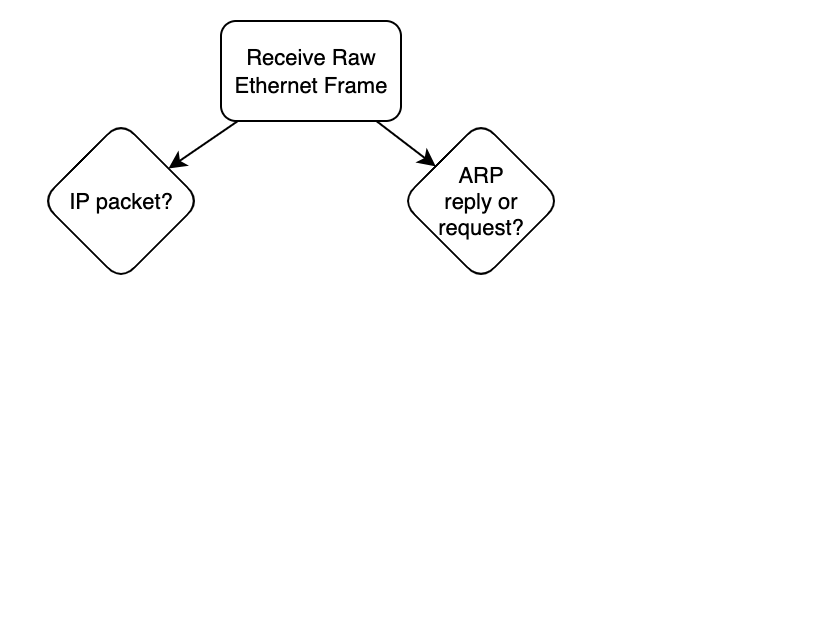 Receive Raw
Ethernet Frame
IP packet?
ARP
reply or
request?